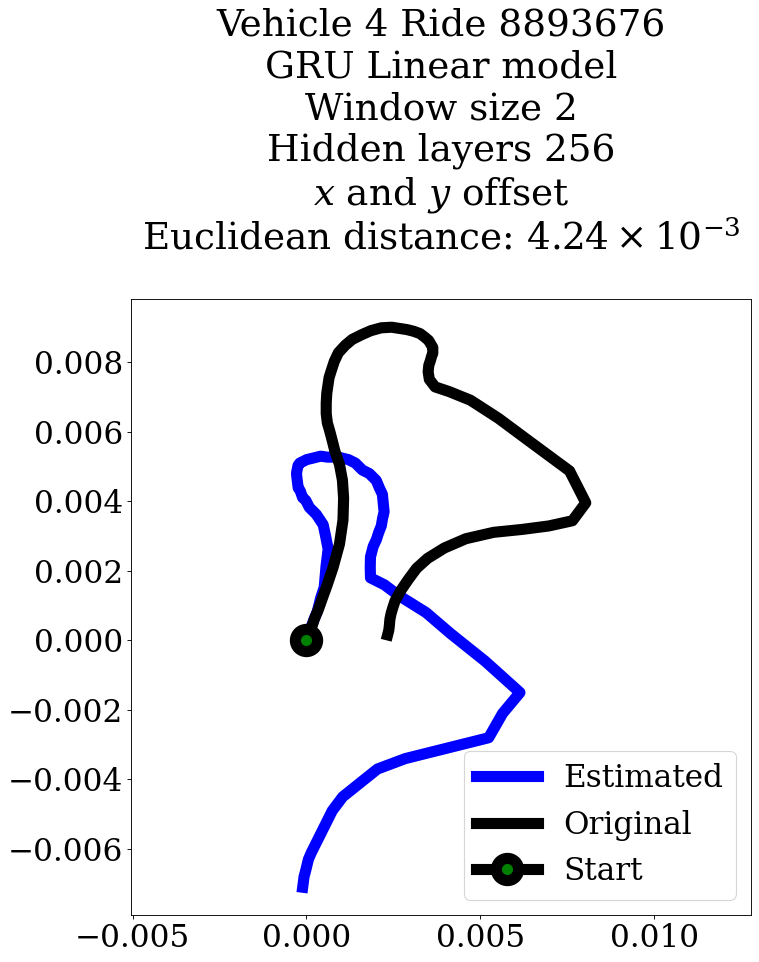 Vehicle 4 Ride 8893676
GRU Linear model
Window size 2
Hidden layers 256
x and y offset
Euclidean distance: 4.24 × 10⁻³
0.008
0.006
0.004
0.002
0.000
−0.002
−0.004
−0.006
Estimated
Original
Start
−0.005 0.000 0.005 0.010